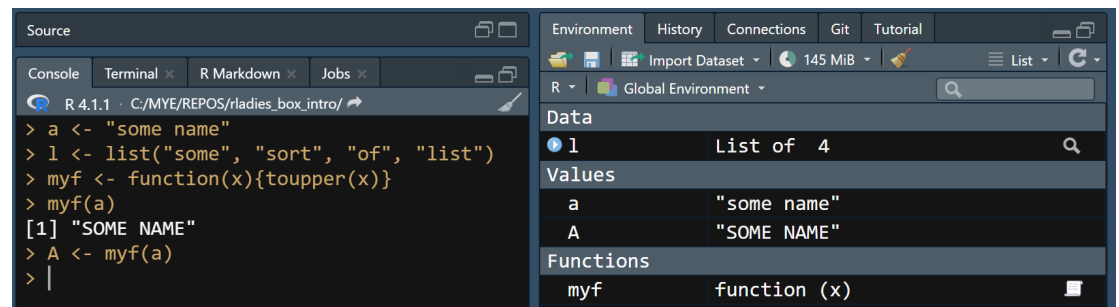 Source
Console Terminal R Markdown Jobs
R 4.1.1 · C:/MYE/REPOS/rladies_box_intro/
> a <- "some name"
> l <- list("some", "sort", "of", "list")
> myf <- function(x){toupper(x)}
> myf(a)
[1] "SOME NAME"
> A <- myf(a)
>
Environment History Connections Git Tutorial
Import Dataset 145 MiB List
R Global Environment
Data
l List of 4
Values
a "some name"
A "SOME NAME"
Functions
myf function (x)